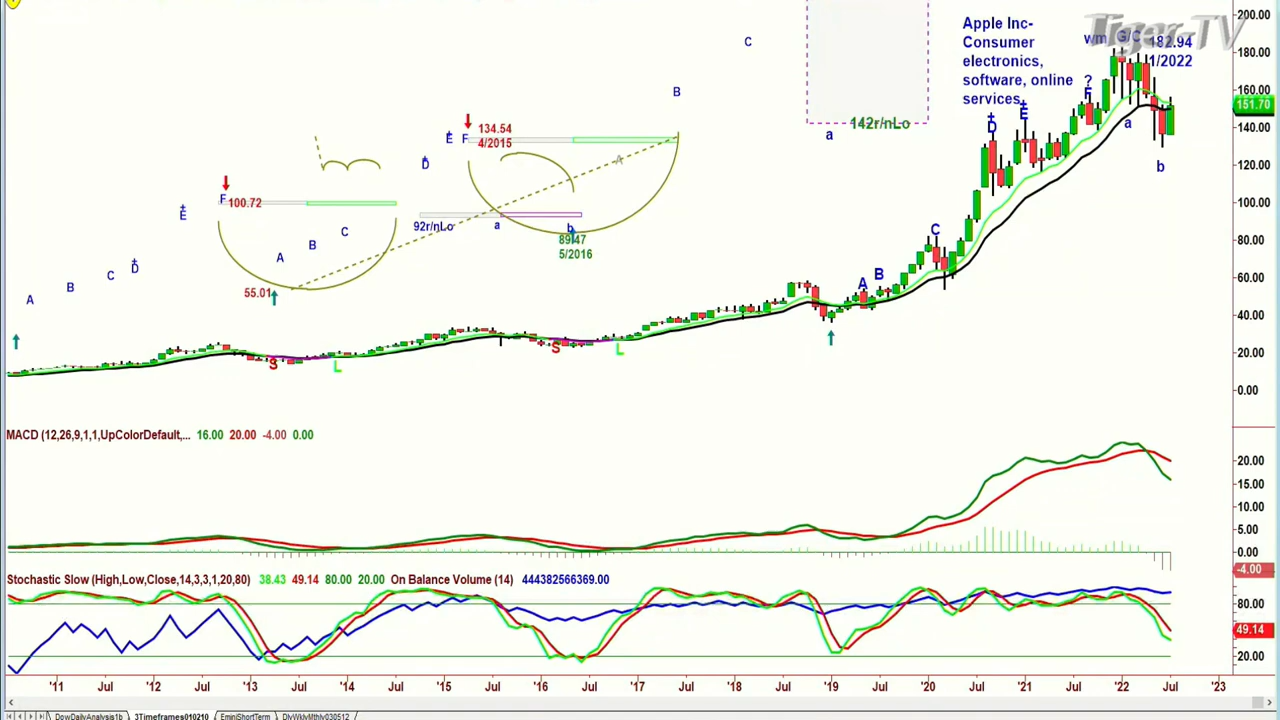 Tiger-TV
Apple Inc-
Consumer
electronics,
software, online
services
wm G/C 182.94
1/2022
?
F
E
D
a
b
C
B
A
142r/nLo
a
C
B
A
134.54
4/2015
E F
D
92r/nLo
a
b
89.47
5/2016
F 100.72
E
C
B
A
55.01
A
B
C
D
S
L
S
L
200.00
180.00
160.00
151.70
140.00
120.00
100.00
80.00
60.00
40.00
20.00
0.00
MACD (12,26,9,1,1,UpColorDefault,... 16.00 20.00 -4.00 0.00
20.00
15.00
10.00
5.00
0.00
-4.00
Stochastic Slow (High,Low,Close,14,3,3,1,20,80) 38.43 49.14 80.00 20.00 On Balance Volume (14) 444382566369.00
80.00
49.14
20.00
'11 Jul '12 Jul '13 Jul '14 Jul '15 Jul '16 Jul '17 Jul '18 Jul '19 Jul '20 Jul '21 Jul '22 Jul '23
DowDailyAnalysis1b 3Timeframes010210 EminiShortTerm DlyWklyMthly030512